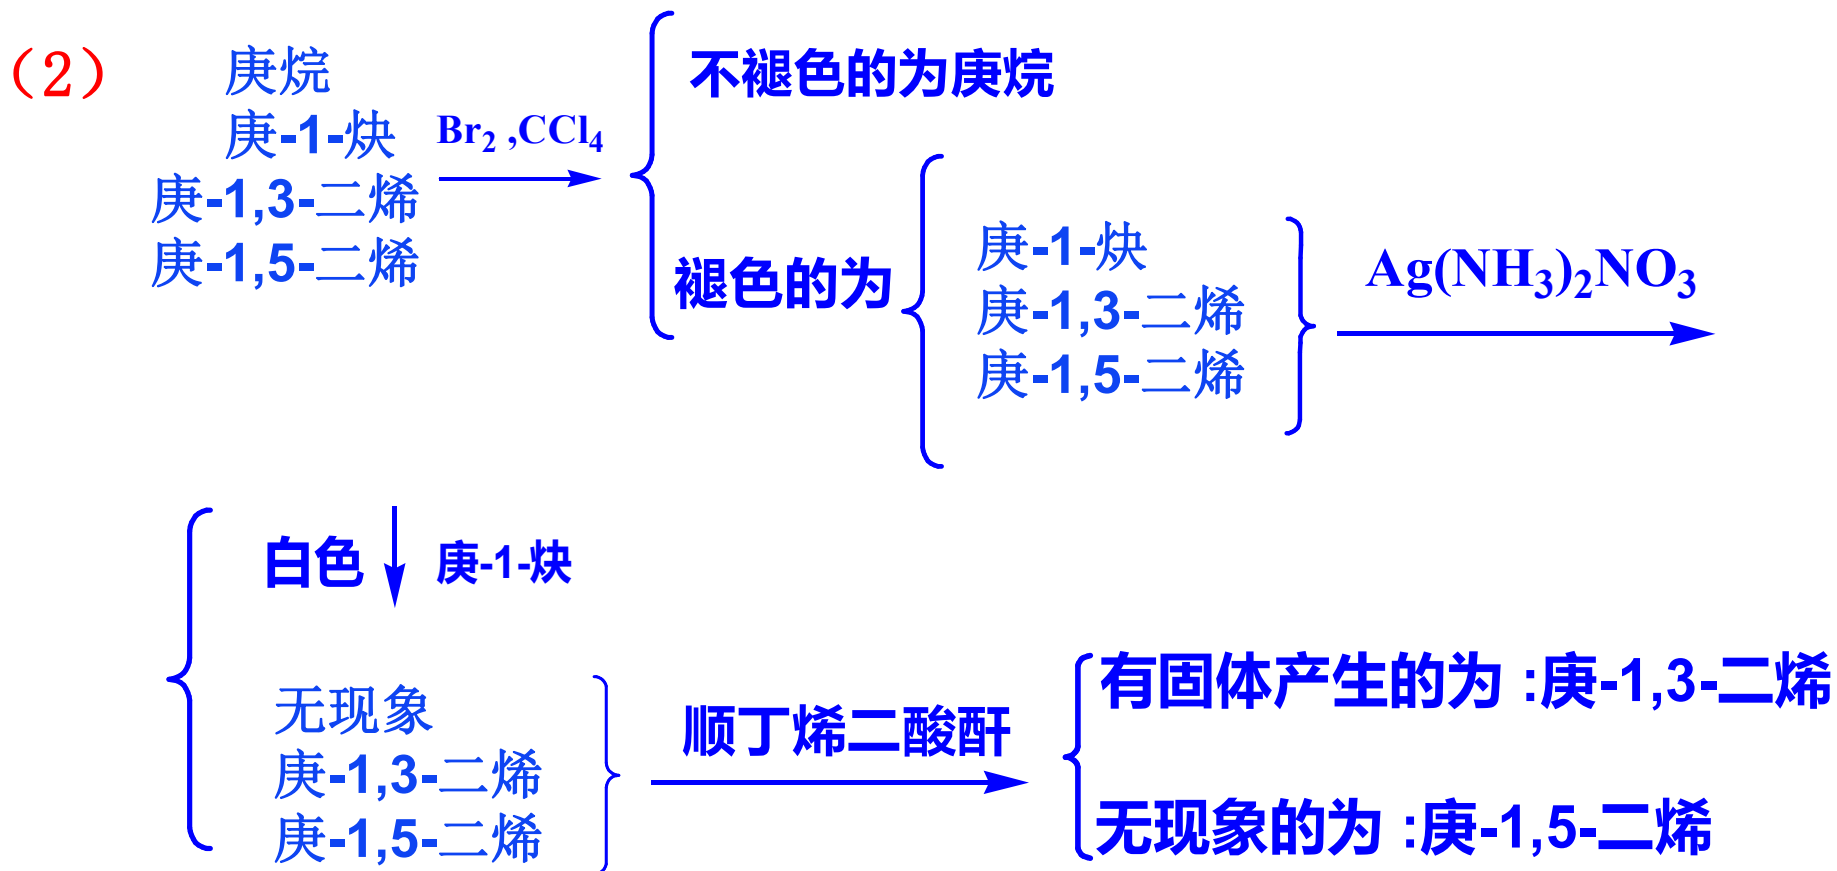 （2）
庚烷
庚-1-炔
庚-1,3-二烯
庚-1,5-二烯
Br2 ,CCl4
不褪色的为庚烷
褪色的为
庚-1-炔
庚-1,3-二烯
庚-1,5-二烯
Ag(NH3)2NO3
白色
庚-1-炔
无现象
庚-1,3-二烯
庚-1,5-二烯
顺丁烯二酸酐
有固体产生的为 :庚-1,3-二烯
无现象的为 :庚-1,5-二烯